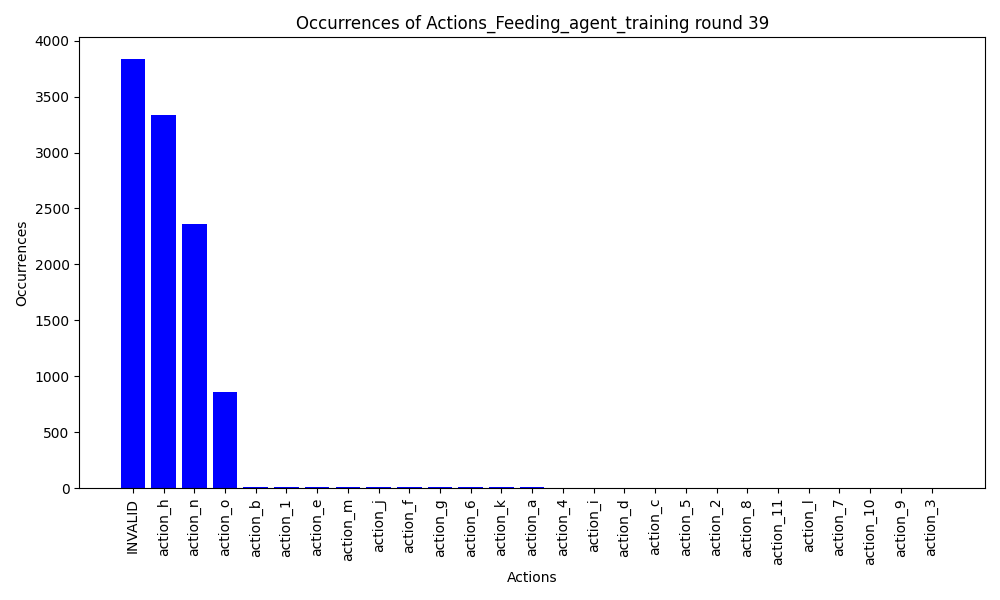 Occurrences of Actions_Feeding_agent_training round 39
4000
3500
3000
2500
2000
1500
1000
500
0
Occurrences
INVALID
action_h
action_n
action_o
action_b
action_1
action_e
action_m
action_j
action_f
action_g
action_6
action_k
action_a
action_4
action_i
action_d
action_c
action_5
action_2
action_8
action_11
action_l
action_7
action_10
action_9
action_3
Actions